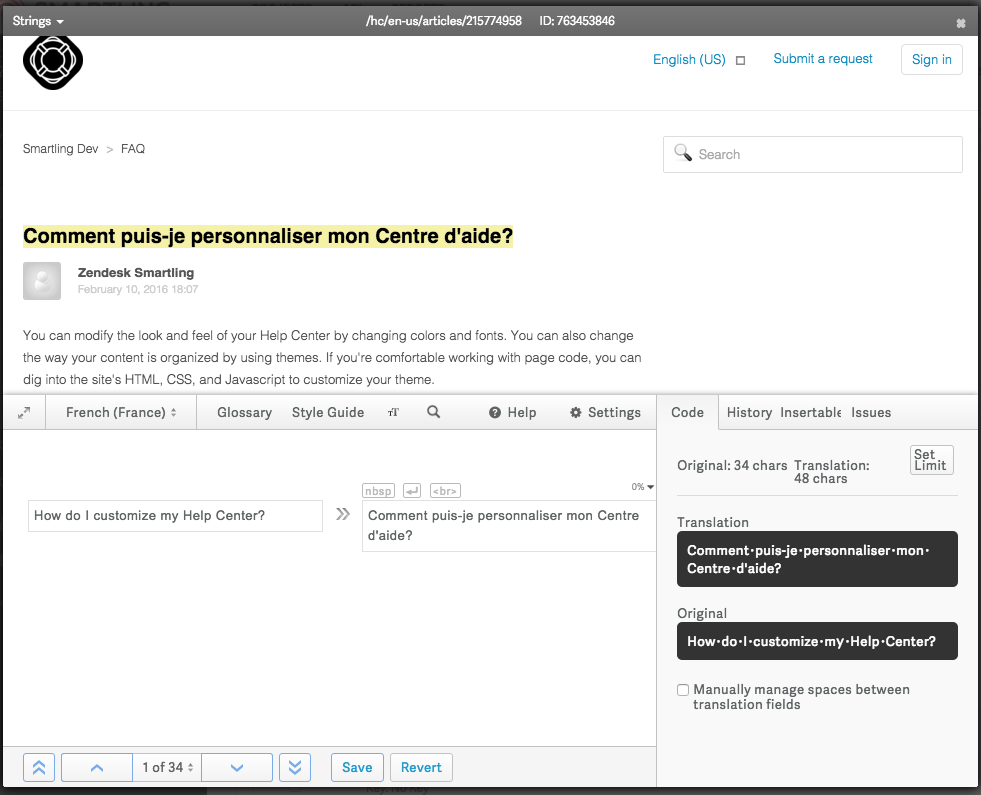 Strings
/hc/en-us/articles/215774958 ID: 763453846
English (US) Submit a request Sign in
Smartling Dev > FAQ
Search
Comment puis-je personnaliser mon Centre d'aide?
Zendesk Smartling
February 10, 2016 18:07
You can modify the look and feel of your Help Center by changing colors and fonts. You can also change
the way your content is organized by using themes. If you're comfortable working with page code, you can
dig into the site's HTML, CSS, and Javascript to customize your theme.
French (France) Glossary Style Guide тT Help Settings
Code History Insertable Issues
nbsp <br> 0%
How do I customize my Help Center?
Comment puis-je personnaliser mon Centre
d'aide?
Original: 34 chars Translation:
48 chars
Set
Limit
Translation
Comment·puis-je·personnaliser·mon·
Centre·d'aide?
Original
How·do·I·customize·my·Help·Center?
Manually manage spaces between
translation fields
1 of 34 Save Revert